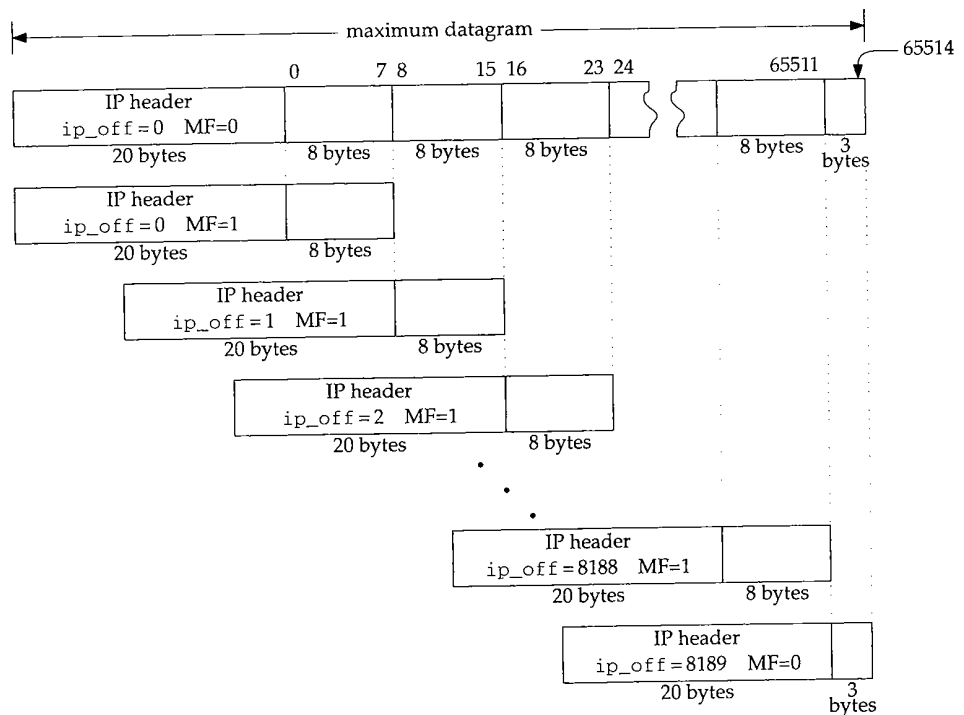 maximum datagram
65514
0 7 8 15 16 23 24 65511
IP header
ip_off=0 MF=0
20 bytes 8 bytes 8 bytes 8 bytes 8 bytes 3 bytes
IP header
ip_off=0 MF=1
20 bytes 8 bytes
IP header
ip_off=1 MF=1
20 bytes 8 bytes
IP header
ip_off=2 MF=1
20 bytes 8 bytes
IP header
ip_off=8188 MF=1
20 bytes 8 bytes
IP header
ip_off=8189 MF=0
20 bytes 3 bytes